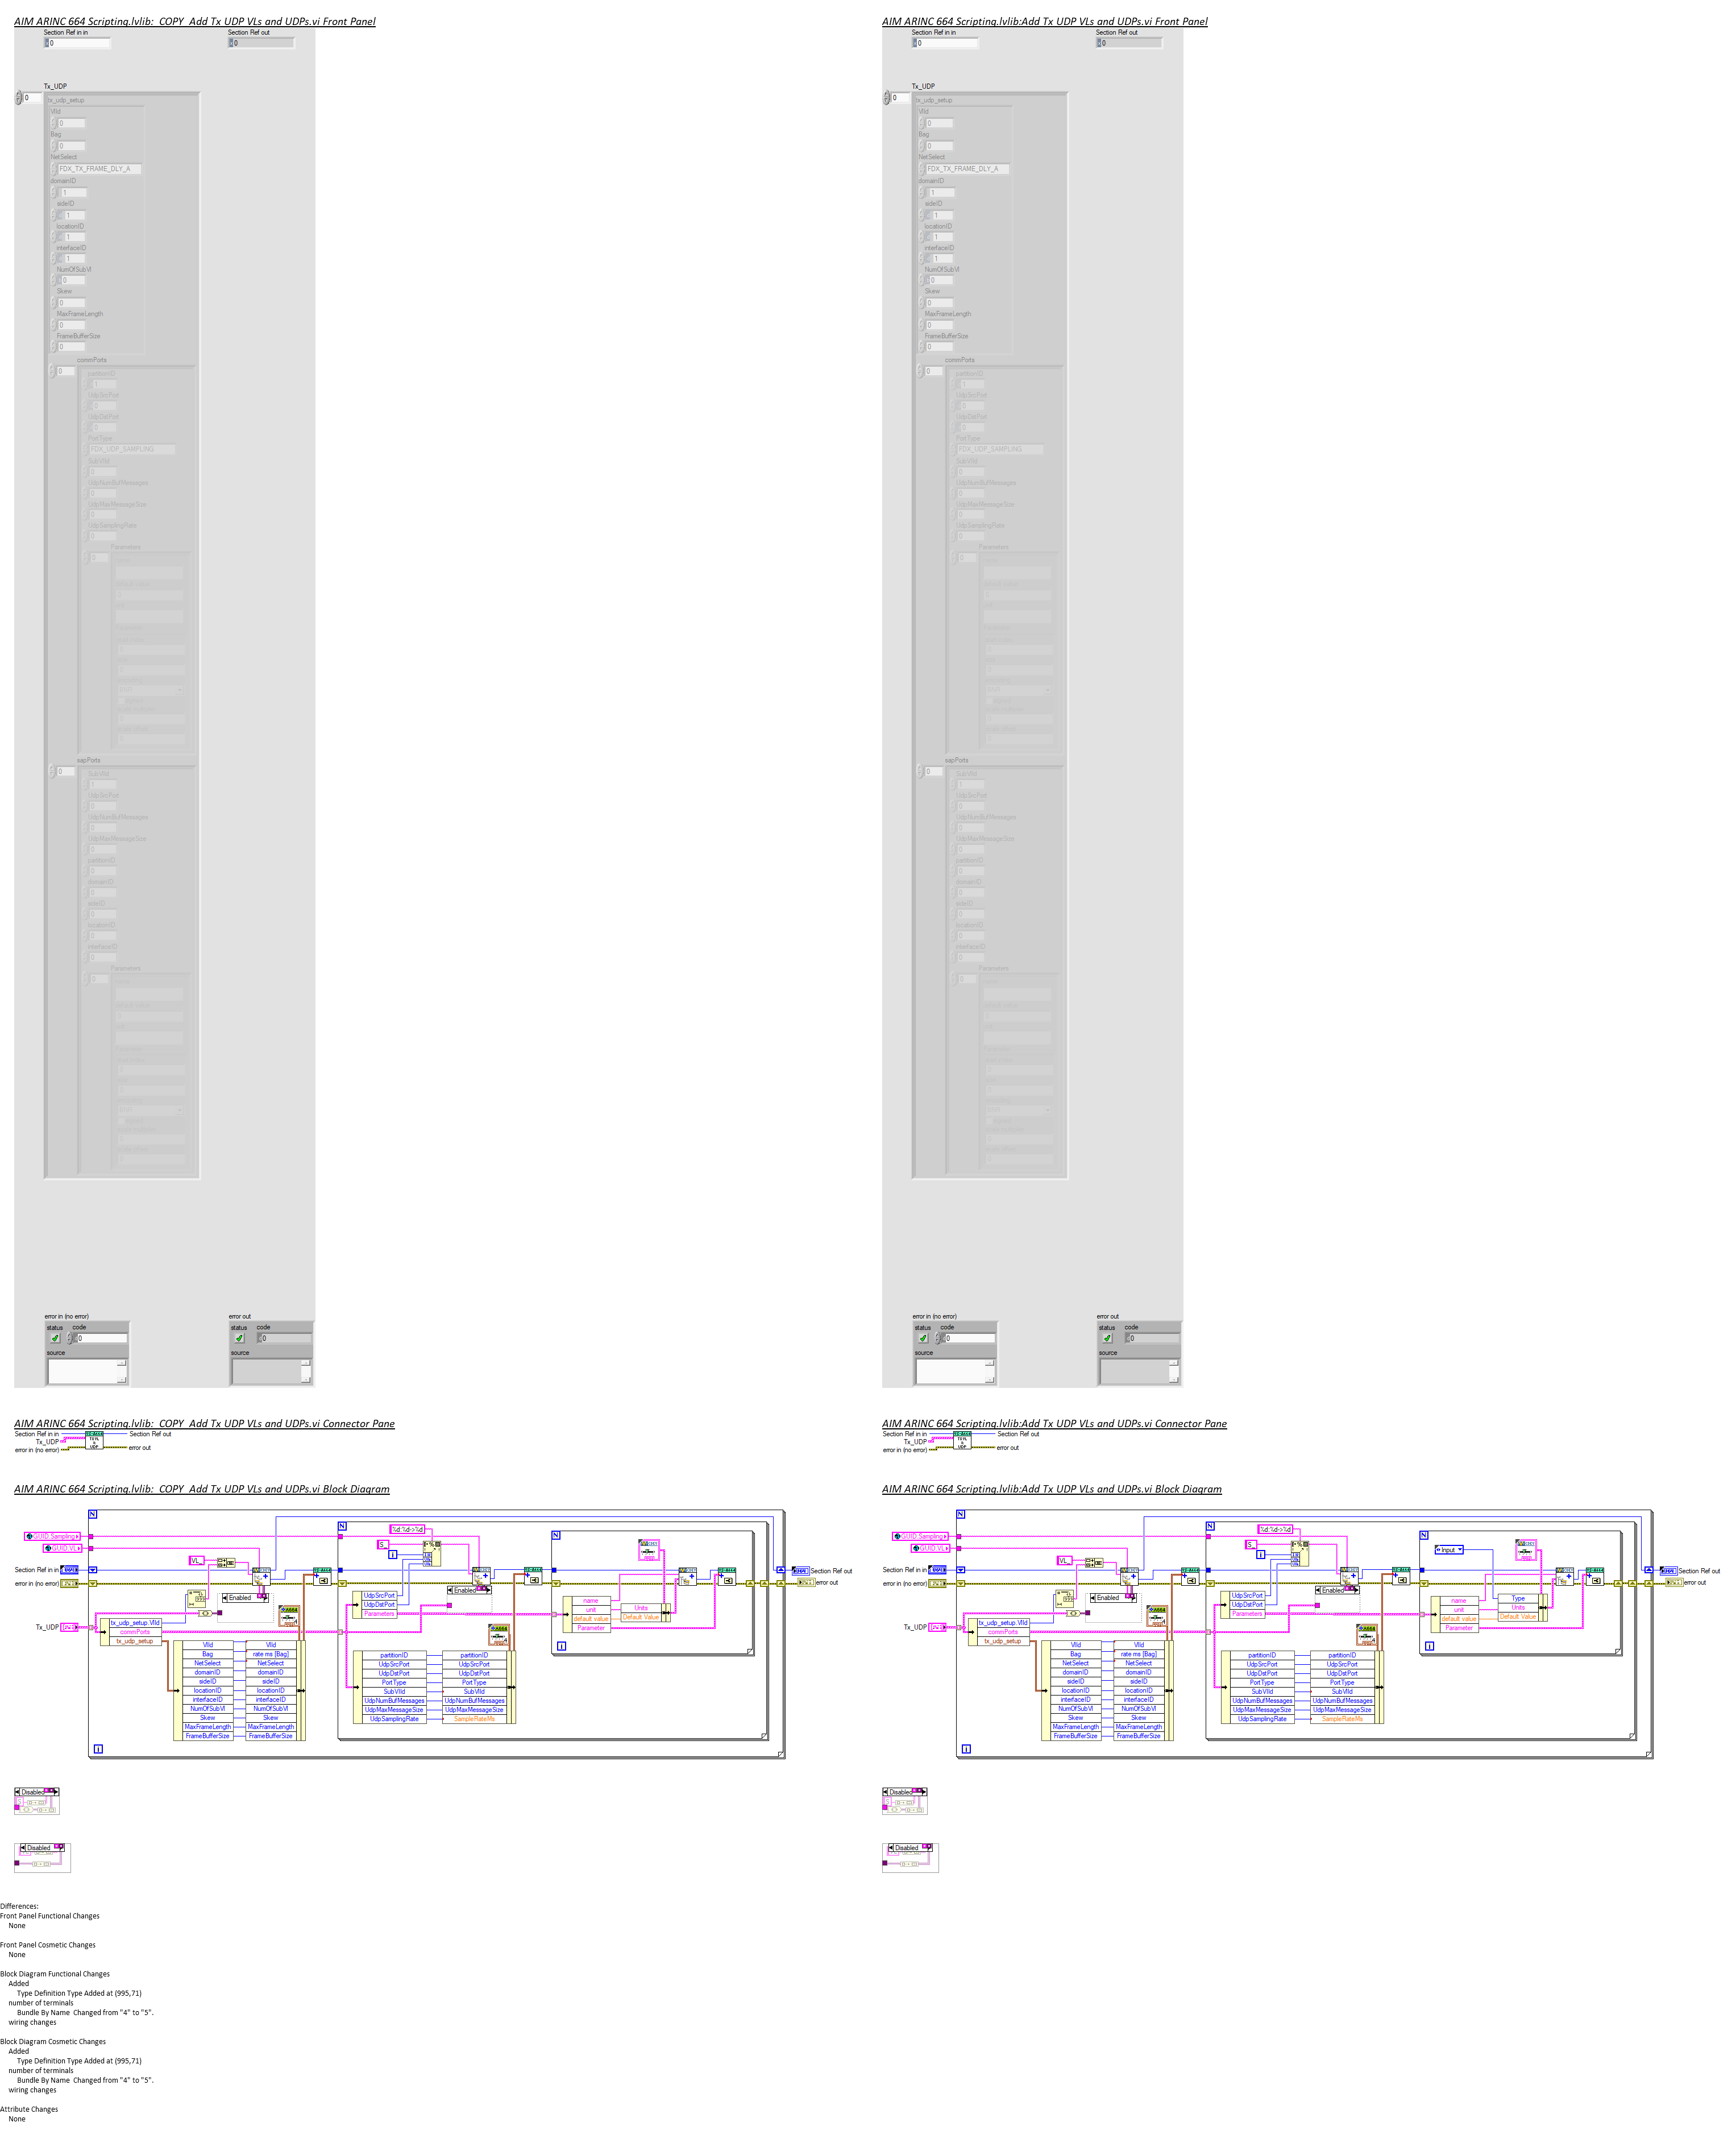 AIM ARINC 664 Scripting.lvlib:  COPY  Add Tx UDP VLs and UDPs.vi Front Panel
Section Ref in in
Section Ref out
0
0
Tx_UDP
0
tx_udp_setup
VlId
0
Bag
0
NetSelect
FDX_TX_FRAME_DLY_A
domainID
1
sideID
1
locationID
1
interfaceID
1
NumOfSubVl
0
Skew
0
MaxFrameLength
0
FrameBufferSize
0
commPorts
0
partitionID
1
UdpSrcPort
0
UdpDstPort
0
PortType
FDX_UDP_SAMPLING
SubVlId
0
UdpNumBufMessages
0
UdpMaxMessageSize
0
UdpSamplingRate
0
Parameters
0
sapPorts
0
SubVlId
1
UdpSrcPort
0
UdpNumBufMessages
0
UdpMaxMessageSize
0
partitionID
0
domainID
0
sideID
0
locationID
0
interfaceID
0
Parameters
0
error in (no error)
status
code
0
source
error out
status
code
0
source
AIM ARINC 664 Scripting.lvlib:  COPY  Add Tx UDP VLs and UDPs.vi Connector Pane
Section Ref in in
Section Ref out
Tx_UDP
error in (no error)
error out
AIM ARINC 664 Scripting.lvlib:  COPY  Add Tx UDP VLs and UDPs.vi Block Diagram
N
GUID.Sampling
GUID.VL
VL_
Section Ref in in
error in (no error)
Tx_UDP
tx_udp_setup.VlId
commPorts
tx_udp_setup
Enabled
VlId VlId
Bag rate ms [Bag]
NetSelect NetSelect
domainID domainID
sideID sideID
locationID locationID
interfaceID interfaceID
NumOfSubVl NumOfSubVl
Skew Skew
MaxFrameLength MaxFrameLength
FrameBufferSize FrameBufferSize
i
N
%d:%d->%d
S_
i
Enabled
UdpSrcPort
UdpDstPort
Parameters
partitionID partitionID
UdpSrcPort UdpSrcPort
UdpDstPort UdpDstPort
PortType PortType
SubVlId SubVlId
UdpNumBufMessages UdpNumBufMessages
UdpMaxMessageSize UdpMaxMessageSize
UdpSamplingRate SampleRateMs
N
name
unit
default value
Parameter
Units
Default Value
i
Section Ref out
error out
Disabled
Disabled
AIM ARINC 664 Scripting.lvlib:Add Tx UDP VLs and UDPs.vi Front Panel
Section Ref in in
Section Ref out
0
0
Tx_UDP
0
tx_udp_setup
VlId
0
Bag
0
NetSelect
FDX_TX_FRAME_DLY_A
domainID
1
sideID
1
locationID
1
interfaceID
1
NumOfSubVl
0
Skew
0
MaxFrameLength
0
FrameBufferSize
0
commPorts
0
partitionID
1
UdpSrcPort
0
UdpDstPort
0
PortType
FDX_UDP_SAMPLING
SubVlId
0
UdpNumBufMessages
0
UdpMaxMessageSize
0
UdpSamplingRate
0
Parameters
0
sapPorts
0
SubVlId
1
UdpSrcPort
0
UdpNumBufMessages
0
UdpMaxMessageSize
0
partitionID
0
domainID
0
sideID
0
locationID
0
interfaceID
0
Parameters
0
error in (no error)
status
code
0
source
error out
status
code
0
source
AIM ARINC 664 Scripting.lvlib:Add Tx UDP VLs and UDPs.vi Connector Pane
Section Ref in in
Section Ref out
Tx_UDP
error in (no error)
error out
AIM ARINC 664 Scripting.lvlib:Add Tx UDP VLs and UDPs.vi Block Diagram
N
GUID.Sampling
GUID.VL
VL_
Section Ref in in
error in (no error)
Tx_UDP
tx_udp_setup.VlId
commPorts
tx_udp_setup
Enabled
VlId VlId
Bag rate ms [Bag]
NetSelect NetSelect
domainID domainID
sideID sideID
locationID locationID
interfaceID interfaceID
NumOfSubVl NumOfSubVl
Skew Skew
MaxFrameLength MaxFrameLength
FrameBufferSize FrameBufferSize
i
N
%d:%d->%d
S_
i
Enabled
UdpSrcPort
UdpDstPort
Parameters
partitionID partitionID
UdpSrcPort UdpSrcPort
UdpDstPort UdpDstPort
PortType PortType
SubVlId SubVlId
UdpNumBufMessages UdpNumBufMessages
UdpMaxMessageSize UdpMaxMessageSize
UdpSamplingRate SampleRateMs
N
Input
name
unit
default value
Parameter
Type
Units
Default Value
i
Section Ref out
error out
Disabled
Disabled
Differences:
Front Panel Functional Changes
None
Front Panel Cosmetic Changes
None
Block Diagram Functional Changes
Added
Type Definition Type Added at (995,71)
number of terminals
Bundle By Name  Changed from "4" to "5".
wiring changes
Block Diagram Cosmetic Changes
Added
Type Definition Type Added at (995,71)
number of terminals
Bundle By Name  Changed from "4" to "5".
wiring changes
Attribute Changes
None